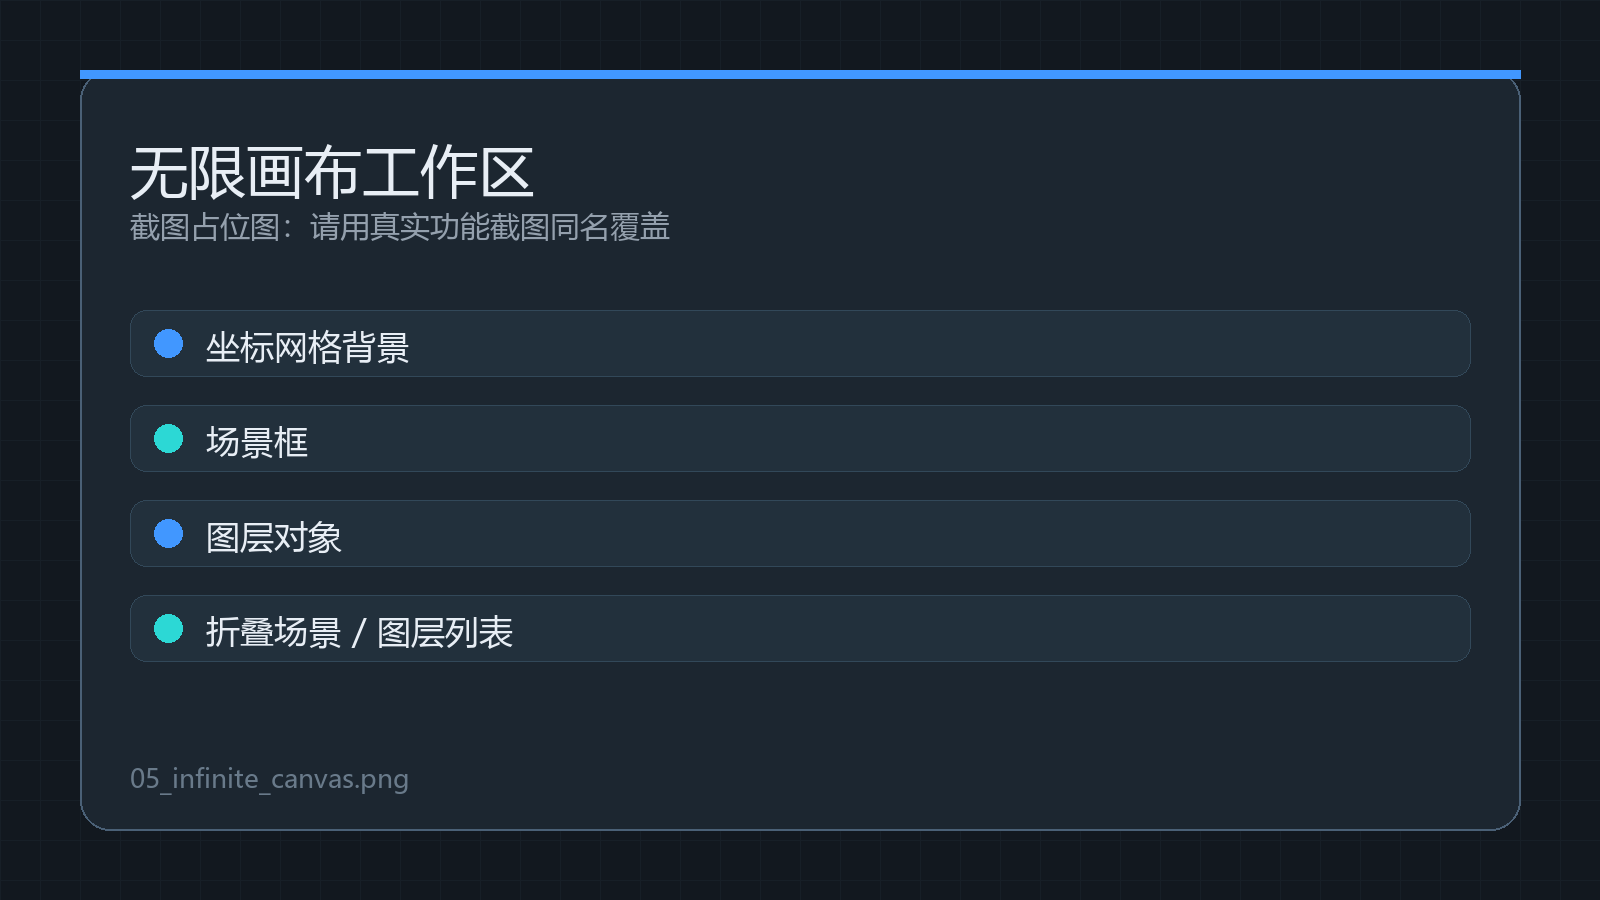 无限画布工作区
截图占位图：请用真实功能截图同名覆盖
坐标网格背景
场景框
图层对象
折叠场景 / 图层列表
05_infinite_canvas.png